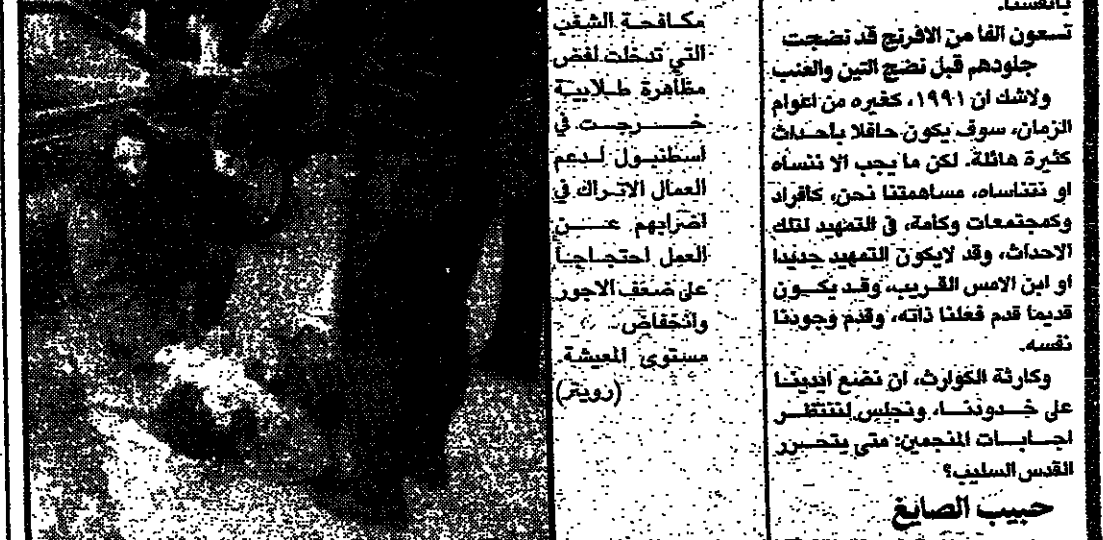 بأنفسنا.
تسعون الفا من الافرنج قد نضجت
جلودهم قبل نضج التين والعنب
ولاشك ان ١٩٩١، كغيره من اعوام
الزمان، سوف يكون حافلا باحداث
كثيرة هائلة. لكن ما يجب الا ننساه
او نتناساه، مساهمتنا نحن، كافراد
وكمجتمعات وكامة، في التمهيد لتلك
الاحداث، وقد لايكون التمهيد جديدا
او ابن الامس القريب، وقد يكون
قديما قدم فعلنا ذاته، وقدم وجودنا
نفسه.
وكارثة الكوارث، ان نضع ايدينا
على خدودنا، ونجلس لننتظر
اجابات المنجمين: متى يتحرر
القدس السليب؟
حبيب الصايغ
مكافحة الشغب
التي تدخلت لفض
مظاهرة طلابية
خرجت في
اسطنبول لدعم
العمال الاتراك في
اضرابهم عن
العمل احتجاجا
على ضعف الاجور
وانخفاض
مستوى المعيشة.
(رويتر)